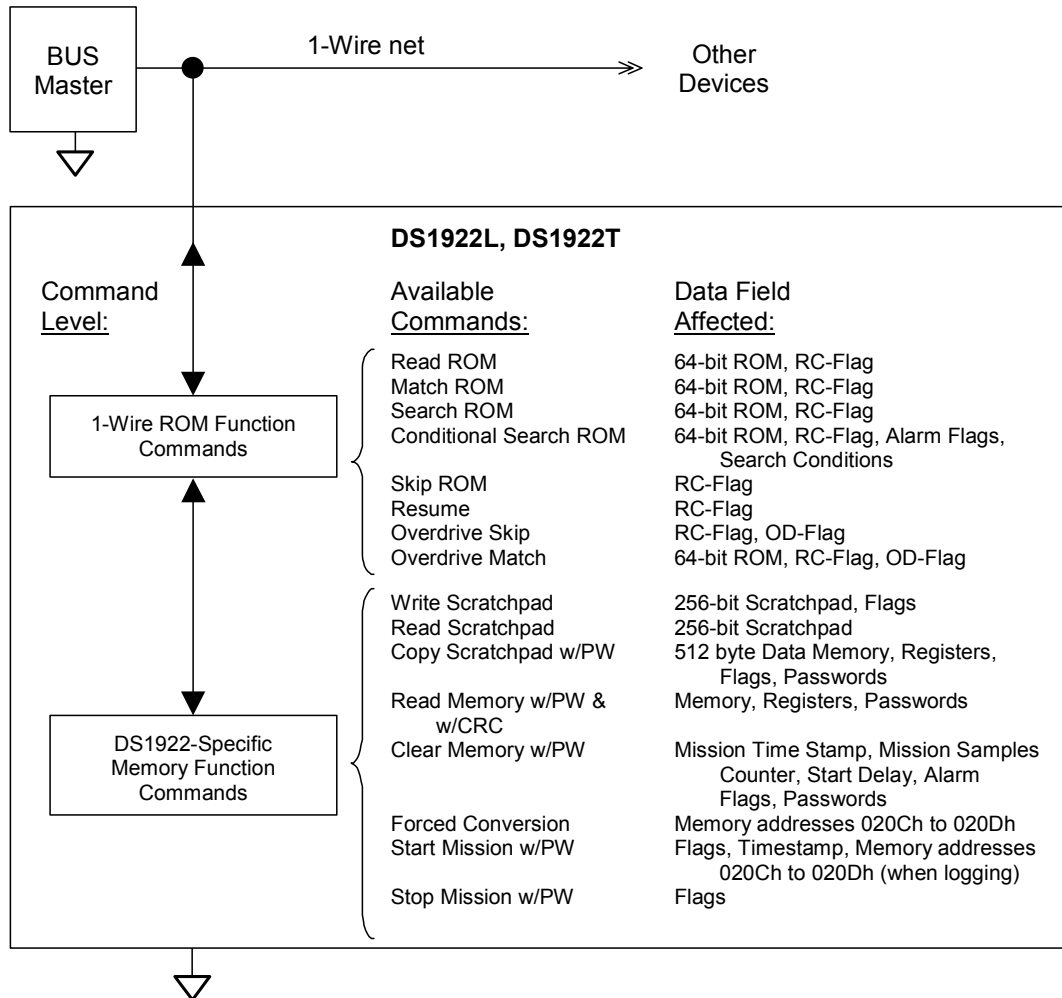 BUS
Master
1-Wire net
Other
Devices
DS1922L, DS1922T
Command
Level:
Available
Commands:
Data Field
Affected:
1-Wire ROM Function
Commands
Read ROM 64-bit ROM, RC-Flag
Match ROM 64-bit ROM, RC-Flag
Search ROM 64-bit ROM, RC-Flag
Conditional Search ROM 64-bit ROM, RC-Flag, Alarm Flags,
Search Conditions
Skip ROM RC-Flag
Resume RC-Flag
Overdrive Skip RC-Flag, OD-Flag
Overdrive Match 64-bit ROM, RC-Flag, OD-Flag
DS1922-Specific
Memory Function
Commands
Write Scratchpad 256-bit Scratchpad, Flags
Read Scratchpad 256-bit Scratchpad
Copy Scratchpad w/PW 512 byte Data Memory, Registers,
Flags, Passwords
Read Memory w/PW & Memory, Registers, Passwords
w/CRC
Clear Memory w/PW Mission Time Stamp, Mission Samples
Counter, Start Delay, Alarm
Flags, Passwords
Forced Conversion Memory addresses 020Ch to 020Dh
Start Mission w/PW Flags, Timestamp, Memory addresses
020Ch to 020Dh (when logging)
Stop Mission w/PW Flags